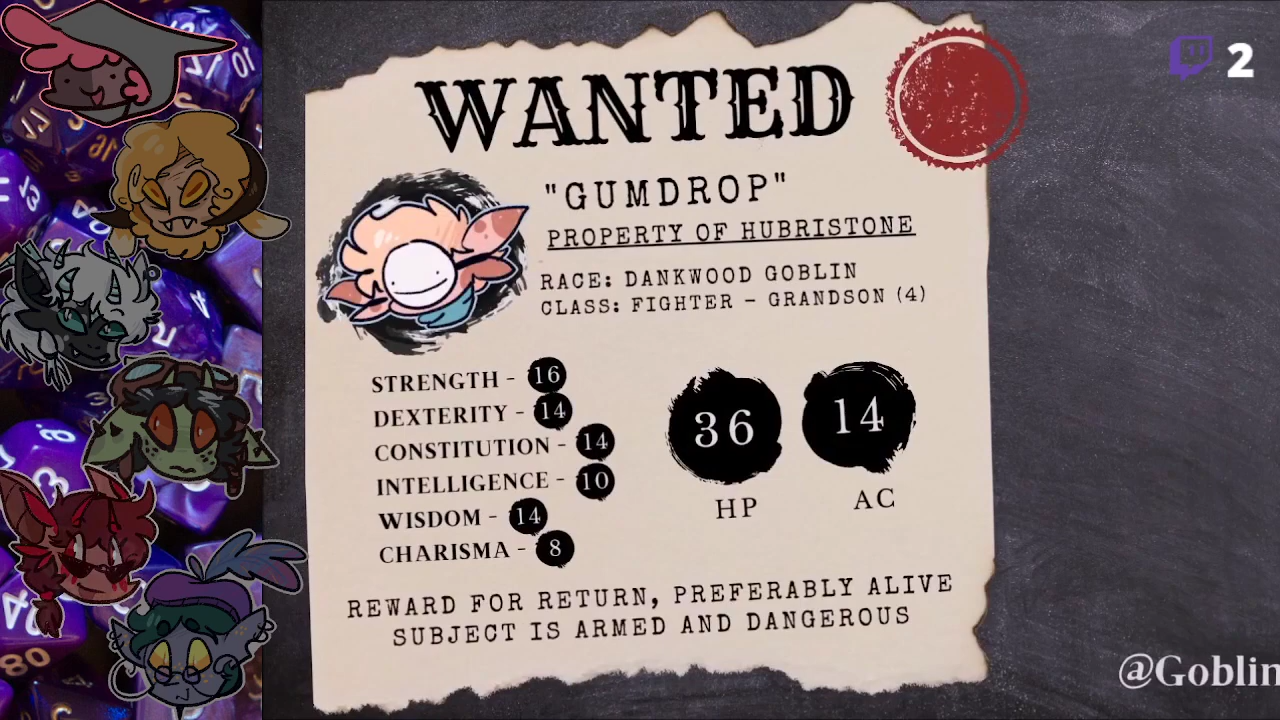 WANTED
2
"GUMDROP"
PROPERTY OF HUBRISTONE
RACE: DANKWOOD GOBLIN
CLASS: FIGHTER - GRANDSON (4)
STRENGTH - 16
DEXTERITY - 14
CONSTITUTION - 14
INTELLIGENCE - 10
WISDOM - 14
CHARISMA - 8
36
HP
14
AC
REWARD FOR RETURN, PREFERABLY ALIVE
SUBJECT IS ARMED AND DANGEROUS
@Goblin